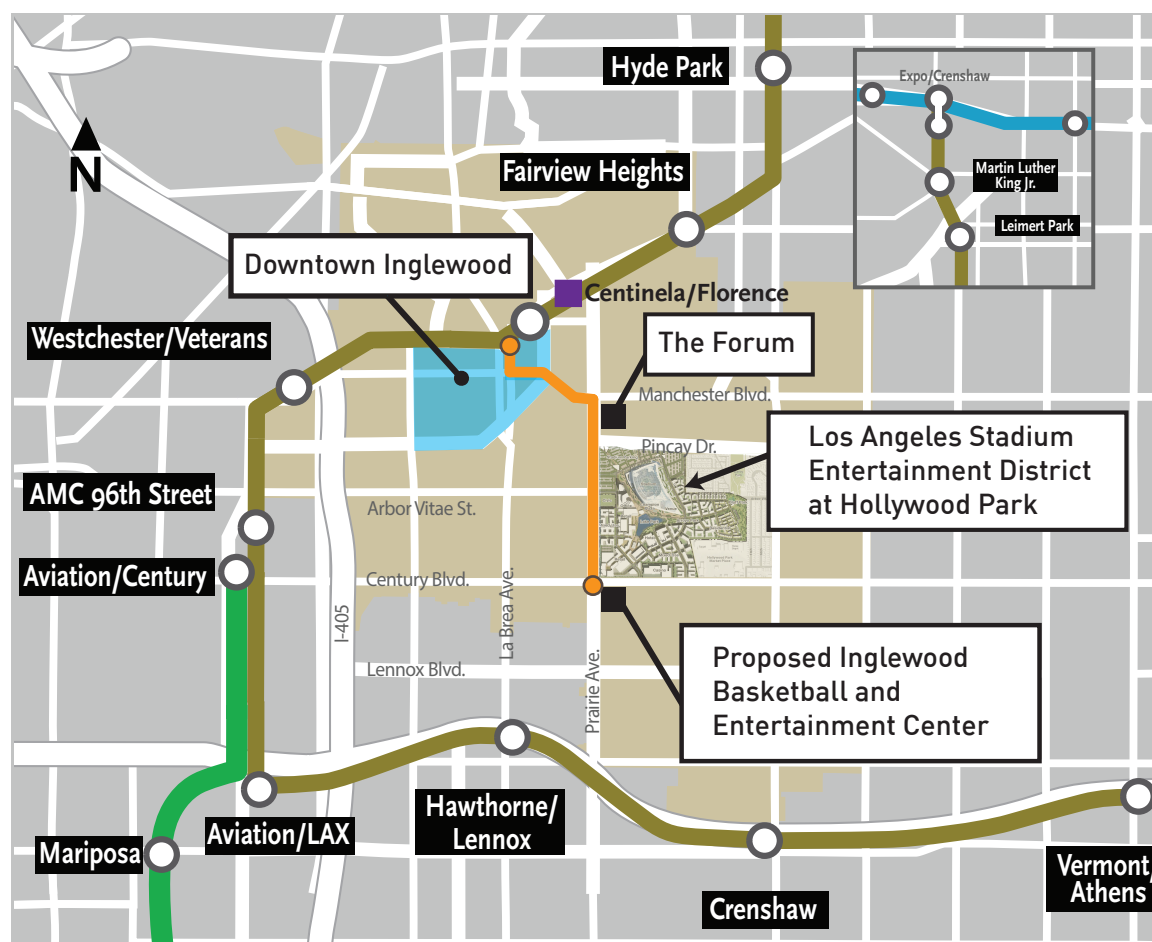 Hyde Park
Expo/Crenshaw
Martin Luther
King Jr.
Leimert Park
N
Fairview Heights
Downtown Inglewood
Centinela/Florence
Westchester/Veterans
The Forum
Manchester Blvd.
Pincay Dr.
Los Angeles Stadium
Entertainment District
at Hollywood Park
AMC 96th Street
Arbor Vitae St.
Aviation/Century
Century Blvd.
I-405
La Brea Ave.
Prairie Ave.
Lennox Blvd.
Proposed Inglewood
Basketball and
Entertainment Center
Hawthorne/
Lennox
Aviation/LAX
Mariposa
Crenshaw
Vermont/
Athens